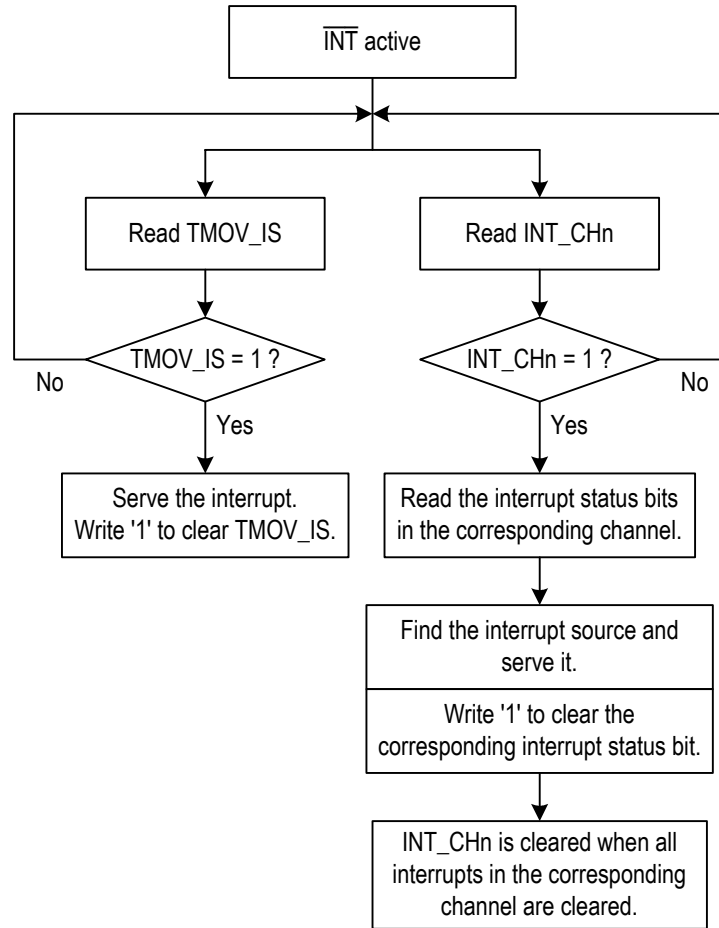 INT active
Read TMOV_IS
Read INT_CHn
TMOV_IS = 1 ?
INT_CHn = 1 ?
No
No
Yes
Yes
Serve the interrupt.
Write '1' to clear TMOV_IS.
Read the interrupt status bits
in the corresponding channel.
Find the interrupt source and
serve it.
Write '1' to clear the
corresponding interrupt status bit.
INT_CHn is cleared when all
interrupts in the corresponding
channel are cleared.